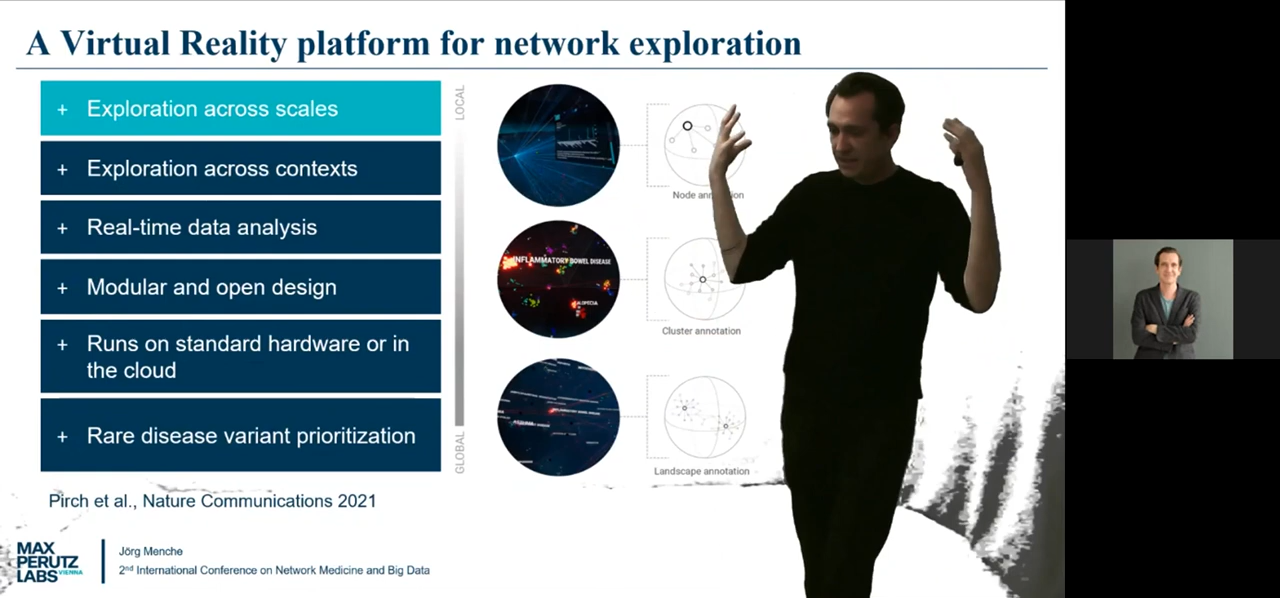 A Virtual Reality platform for network exploration
+ Exploration across scales
+ Exploration across contexts
+ Real-time data analysis
+ Modular and open design
+ Runs on standard hardware or in
the cloud
+ Rare disease variant prioritization
LOCAL
GLOBAL
Node
INFLAMMATORY BOWEL DISEASE
Cluster annotation
Landscape annotation
Pirch et al., Nature Communications 2021
MAX
PERUTZ
LABS VIENNA
Jörg Menche
2nd International Conference on Network Medicine and Big Data